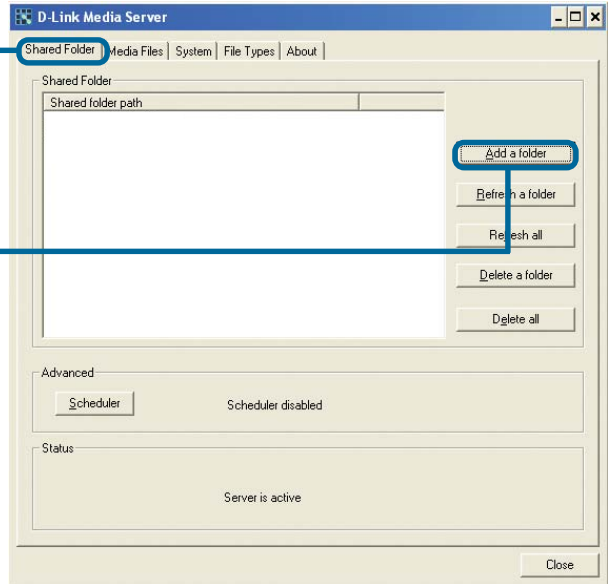 D-Link Media Server
Shared Folder Media Files System File Types About
Shared Folder
Shared folder path
Add a folder
Refresh a folder
Refresh all
Delete a folder
Delete all
Advanced
Scheduler Scheduler disabled
Status
Server is active
Close